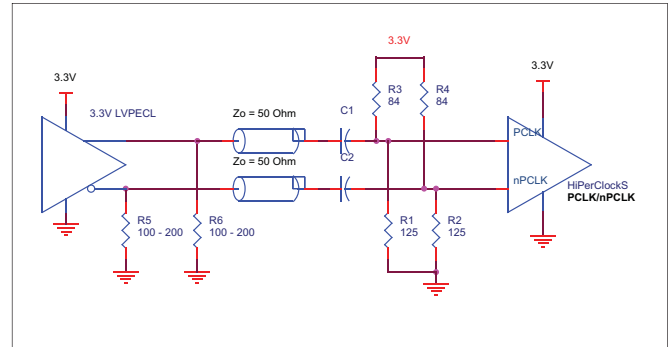 3.3V
3.3V
3.3V
3.3V LVPECL
Zo = 50 Ohm
C1
R3
84
R4
84
PCLK
Zo = 50 Ohm
C2
nPCLK
HiPerClockS
PCLK/nPCLK
R5
100 - 200
R6
100 - 200
R1
125
R2
125